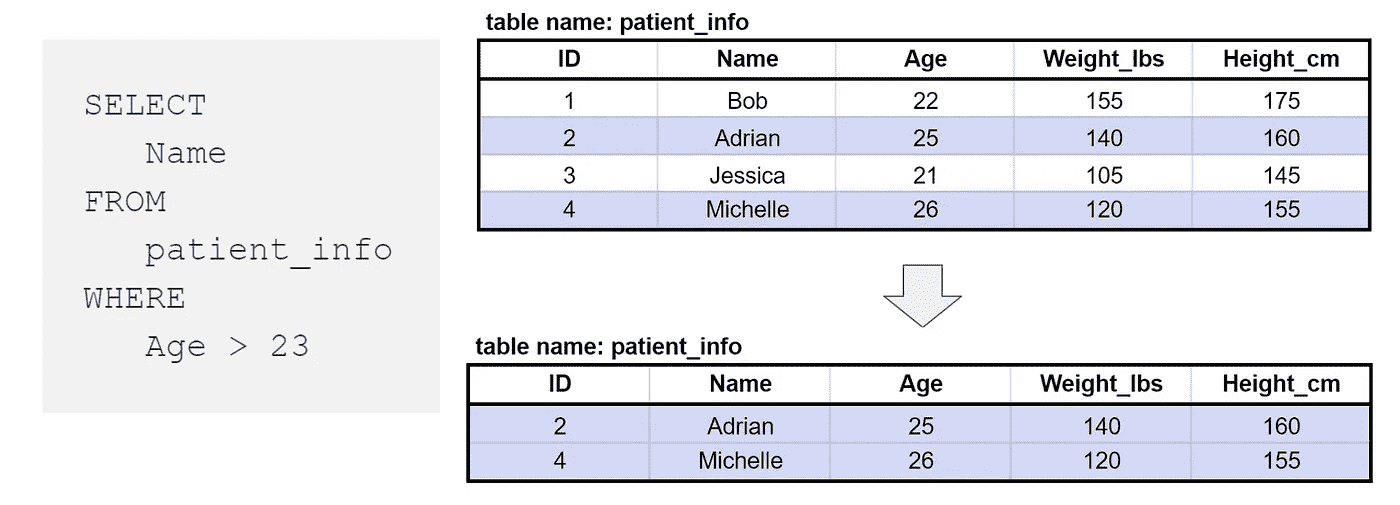 SELECT
Name
FROM
patient_info
WHERE
Age > 23
table name: patient_info
ID Name Age Weight_lbs Height_cm
1 Bob 22 155 175
2 Adrian 25 140 160
3 Jessica 21 105 145
4 Michelle 26 120 155
table name: patient_info
ID Name Age Weight_lbs Height_cm
2 Adrian 25 140 160
4 Michelle 26 120 155